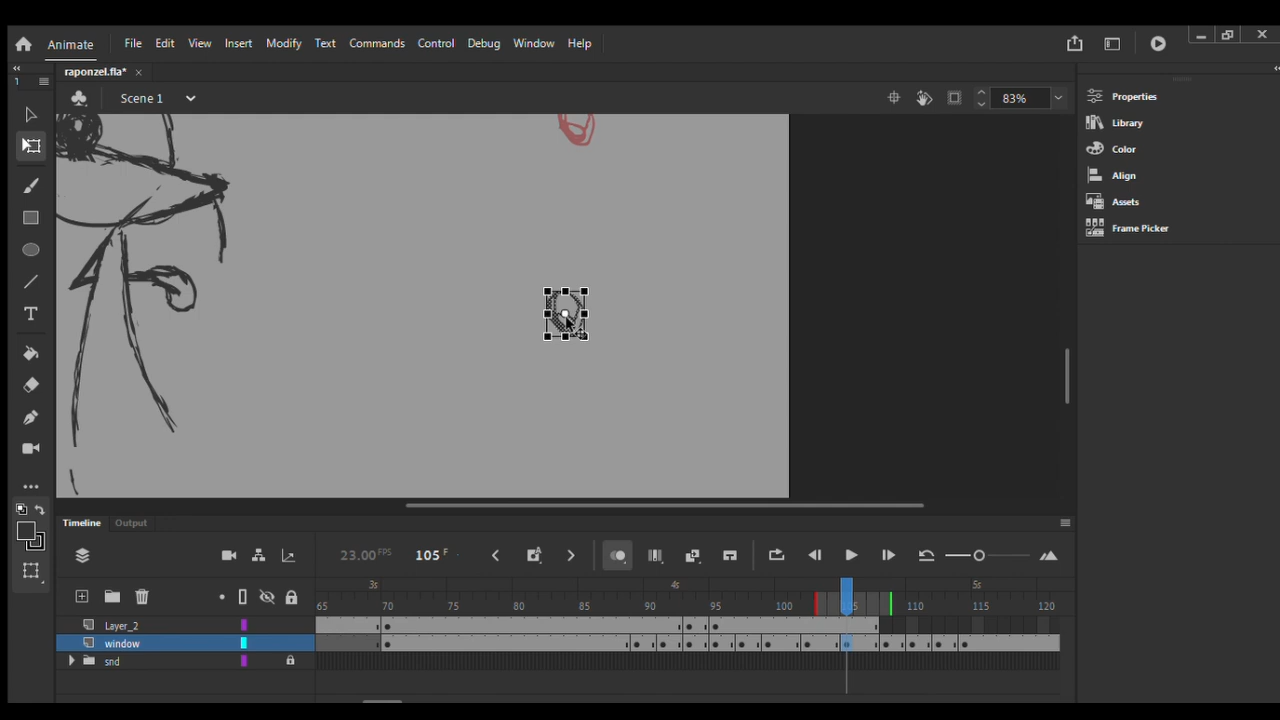 Animate File Edit View Insert Modify Text Commands Control Debug Window Help
raponzel.fla*
Scene 1 83%
Properties
Library
Color
Align
Assets
Frame Picker
Timeline Output
23.00 FPS 105 F
3s 4s 5s
65 70 75 80 85 90 95 100 105 110 115 120
Layer_2
window
snd